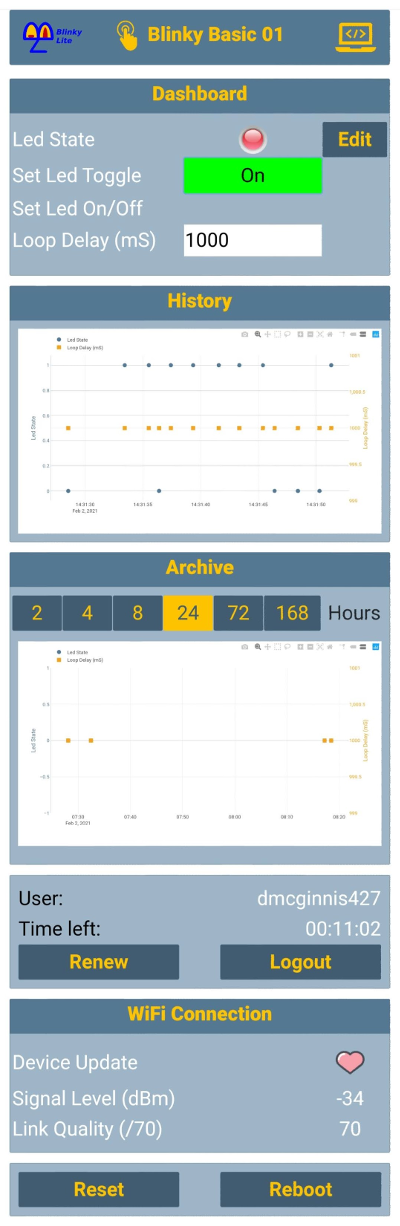 Blinky
Lite
</>
Blinky Basic 01
Dashboard
Led State
Edit
Set Led Toggle
On
Set Led On/Off
Loop Delay (mS)
1000
History
Led State
Loop Delay (mS)
1
0.8
0.6
0.4
0.2
0
Led State
1001
1,000.5
1000
999.5
999
Loop Delay (mS)
14:31:30
14:31:35
14:31:40
14:31:45
14:31:50
Feb 2, 2021
Archive
2
4
8
24
72
168
Hours
Led State
Loop Delay (mS)
1
0.5
0
−0.5
−1
Led State
1001
1,000.5
1000
999.5
999
Loop Delay (mS)
07:30
07:40
07:50
08:00
08:10
08:20
Feb 3, 2021
User:
dmcginnis427
Time left:
00:11:02
Renew
Logout
WiFi Connection
Device Update
Signal Level (dBm)
-34
Link Quality (/70)
70
Reset
Reboot